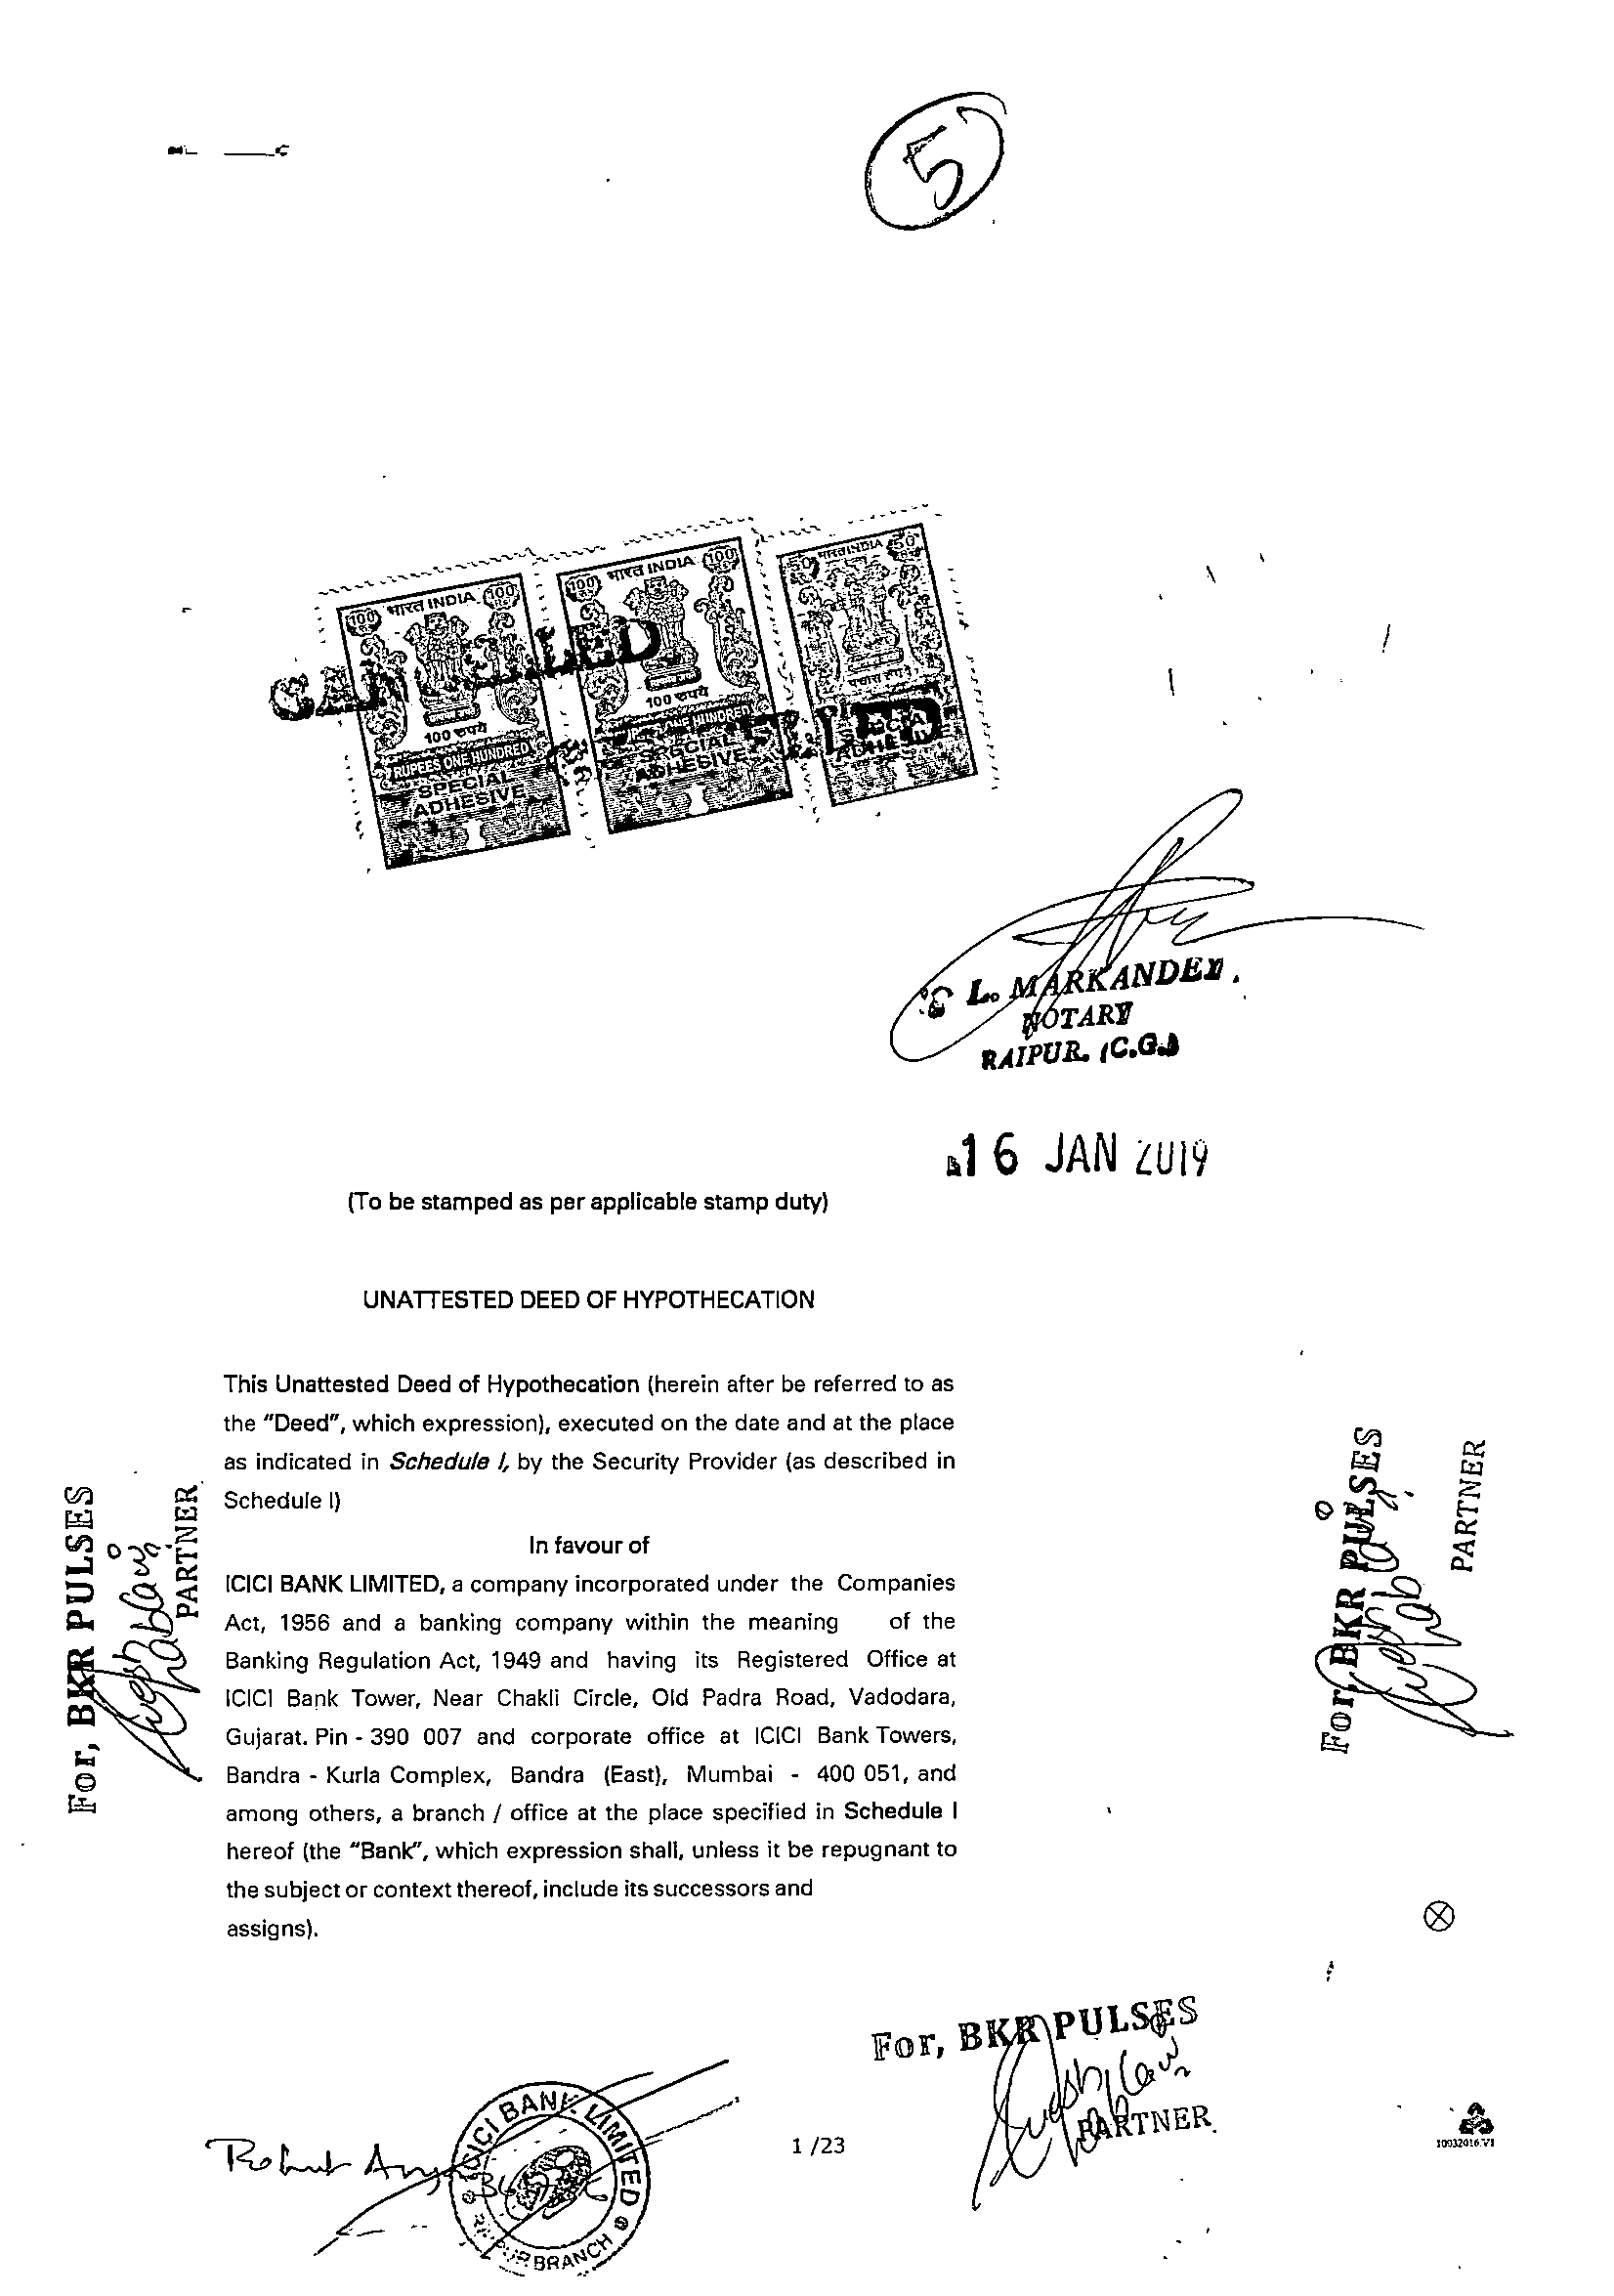 5
भारत INDIA
100 100
100 रुपये
RUPEES ONE HUNDRED
SPECIAL
ADHESIVE
भारत INDIA
100 100
100 रुपये
ONE HUNDRED
SPECIAL
ADHESIVE
भारत INDIA
50 50
पचास रुपये
SPECIAL
ADHESIVE
L. MARKANDEY
NOTARY
RAIPUR. (C.G.)
16 JAN 2019
(To be stamped as per applicable stamp duty)
UNATTESTED DEED OF HYPOTHECATION
This Unattested Deed of Hypothecation (herein after be referred to as
the "Deed", which expression), executed on the date and at the place
as indicated in Schedule I, by the Security Provider (as described in
Schedule I)
In favour of
ICICI BANK LIMITED, a company incorporated under the Companies
Act, 1956 and a banking company within the meaning of the
Banking Regulation Act, 1949 and having its Registered Office at
ICICI Bank Tower, Near Chakli Circle, Old Padra Road, Vadodara,
Gujarat. Pin - 390 007 and corporate office at ICICI Bank Towers,
Bandra - Kurla Complex, Bandra (East), Mumbai - 400 051, and
among others, a branch / office at the place specified in Schedule I
hereof (the "Bank", which expression shall, unless it be repugnant to
the subject or context thereof, include its successors and
assigns).
For, BKR PULSES
PARTNER
For, BKR PULSES
PARTNER
For, BKR PULSES
PARTNER
ICICI BANK LIMITED
RAIPUR BRANCH
1 /23
10032016.V1